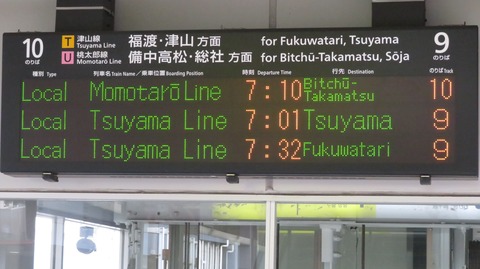 10 のりば T 津山線 Tsuyama Line 福渡・津山 方面 for Fukuwatari, Tsuyama 9 のりば
U 桃太郎線 Momotarō Line 備中高松・総社 方面 for Bitchū-Takamatsu, Sōja
種別 Type 列車名 Train Name／乗車位置 Boarding Position 時刻 Departure Time 行先 Destination のりば Track
Local Momotarō Line 7:10 Bitchū-Takamatsu 10
Local Tsuyama Line 7:01 Tsuyama 9
Local Tsuyama Line 7:32 Fukuwatari 9